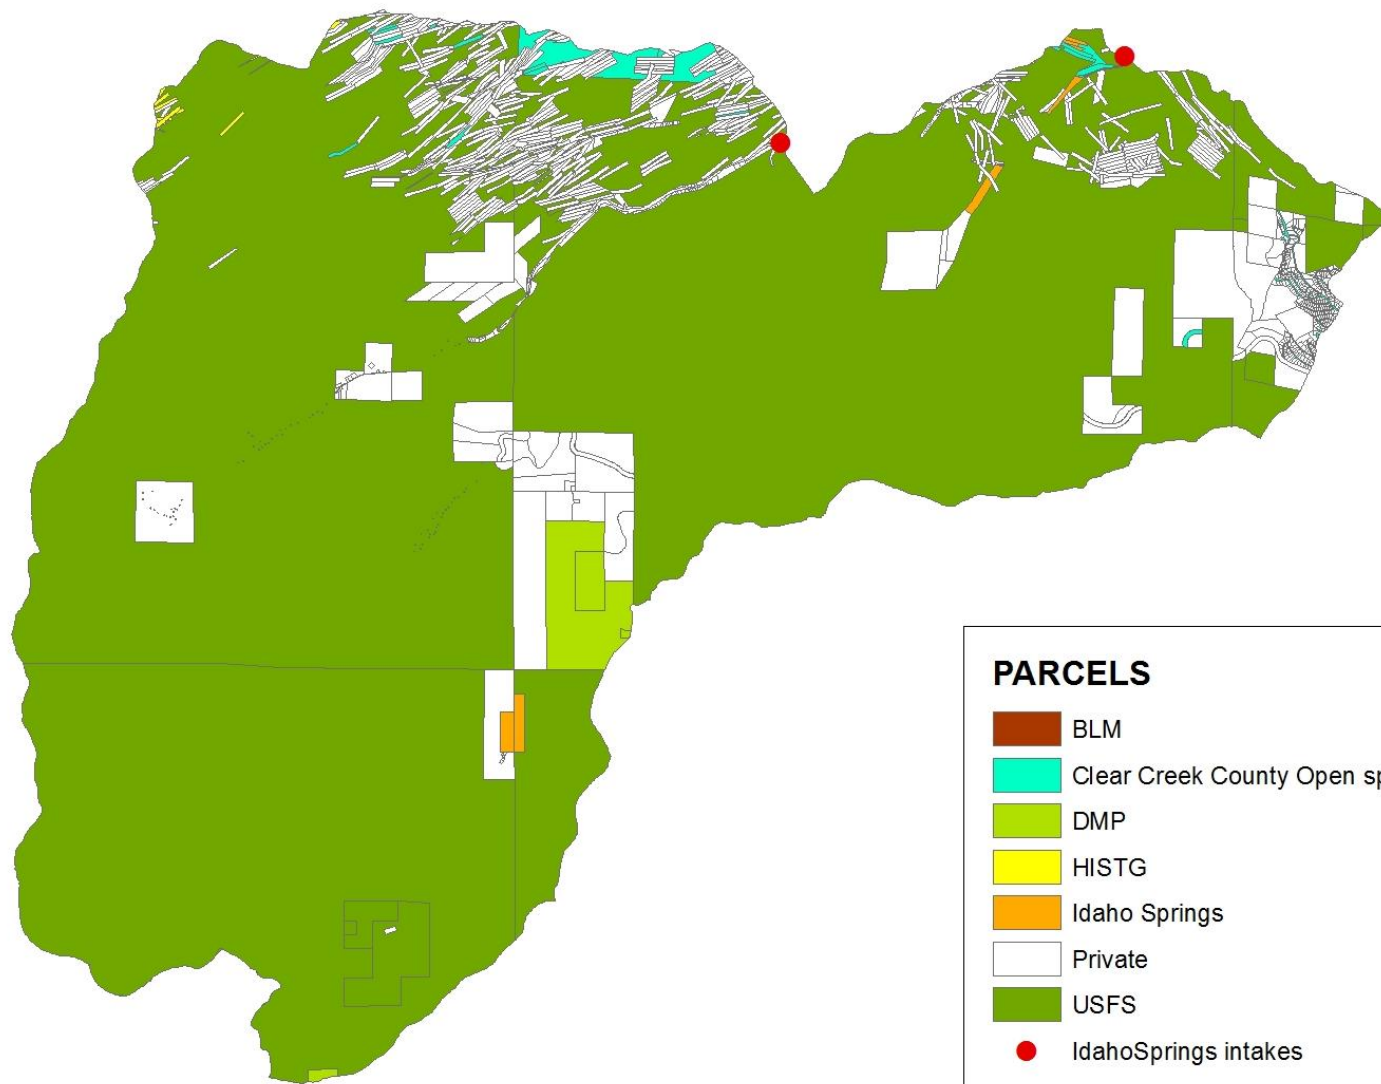 PARCELS
BLM
Clear Creek County Open sp
DMP
HISTG
Idaho Springs
Private
USFS
IdahoSprings intakes